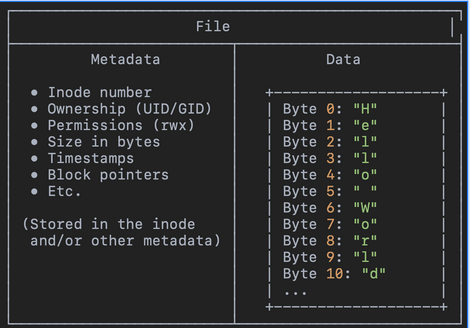 File
Metadata
● Inode number
● Ownership (UID/GID)
● Permissions (rwx)
● Size in bytes
● Timestamps
● Block pointers
● Etc.
(Stored in the inode
and/or other metadata)
Data
Byte 0: "H"
Byte 1: "e"
Byte 2: "l"
Byte 3: "l"
Byte 4: "o"
Byte 5: " "
Byte 6: "W"
Byte 7: "o"
Byte 8: "r"
Byte 9: "l"
Byte 10: "d"
...